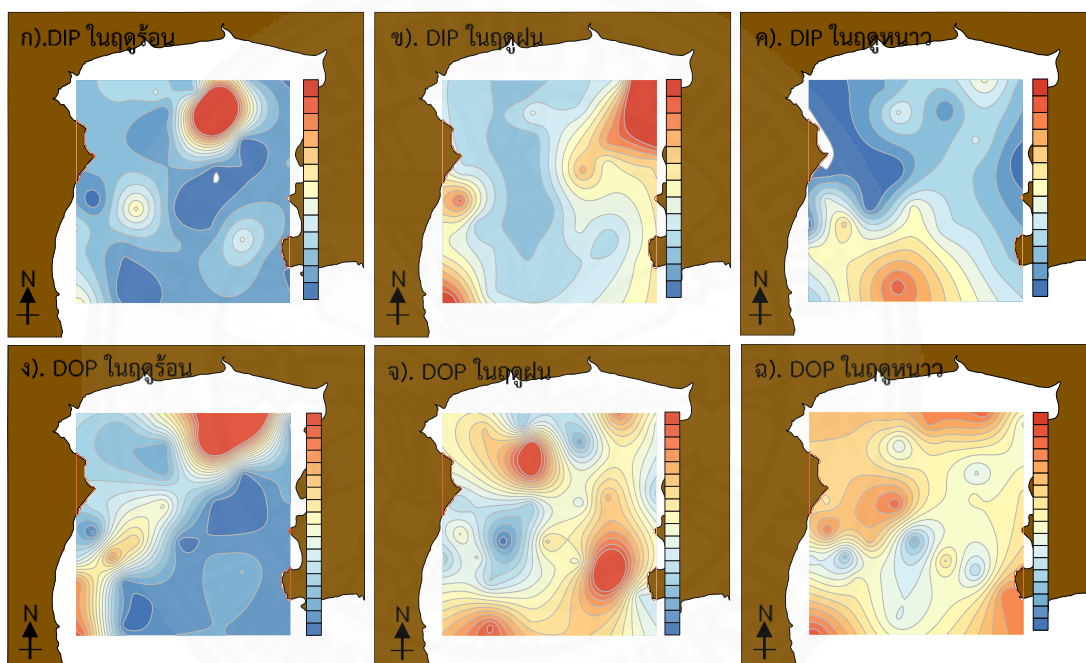 ก).DIP ในฤดูร้อน
ข). DIP ในฤดูฝน
ค). DIP ในฤดูหนาว
N
N
N
ง). DOP ในฤดูร้อน
จ). DOP ในฤดูฝน
ฉ). DOP ในฤดูหนาว
N
N
N